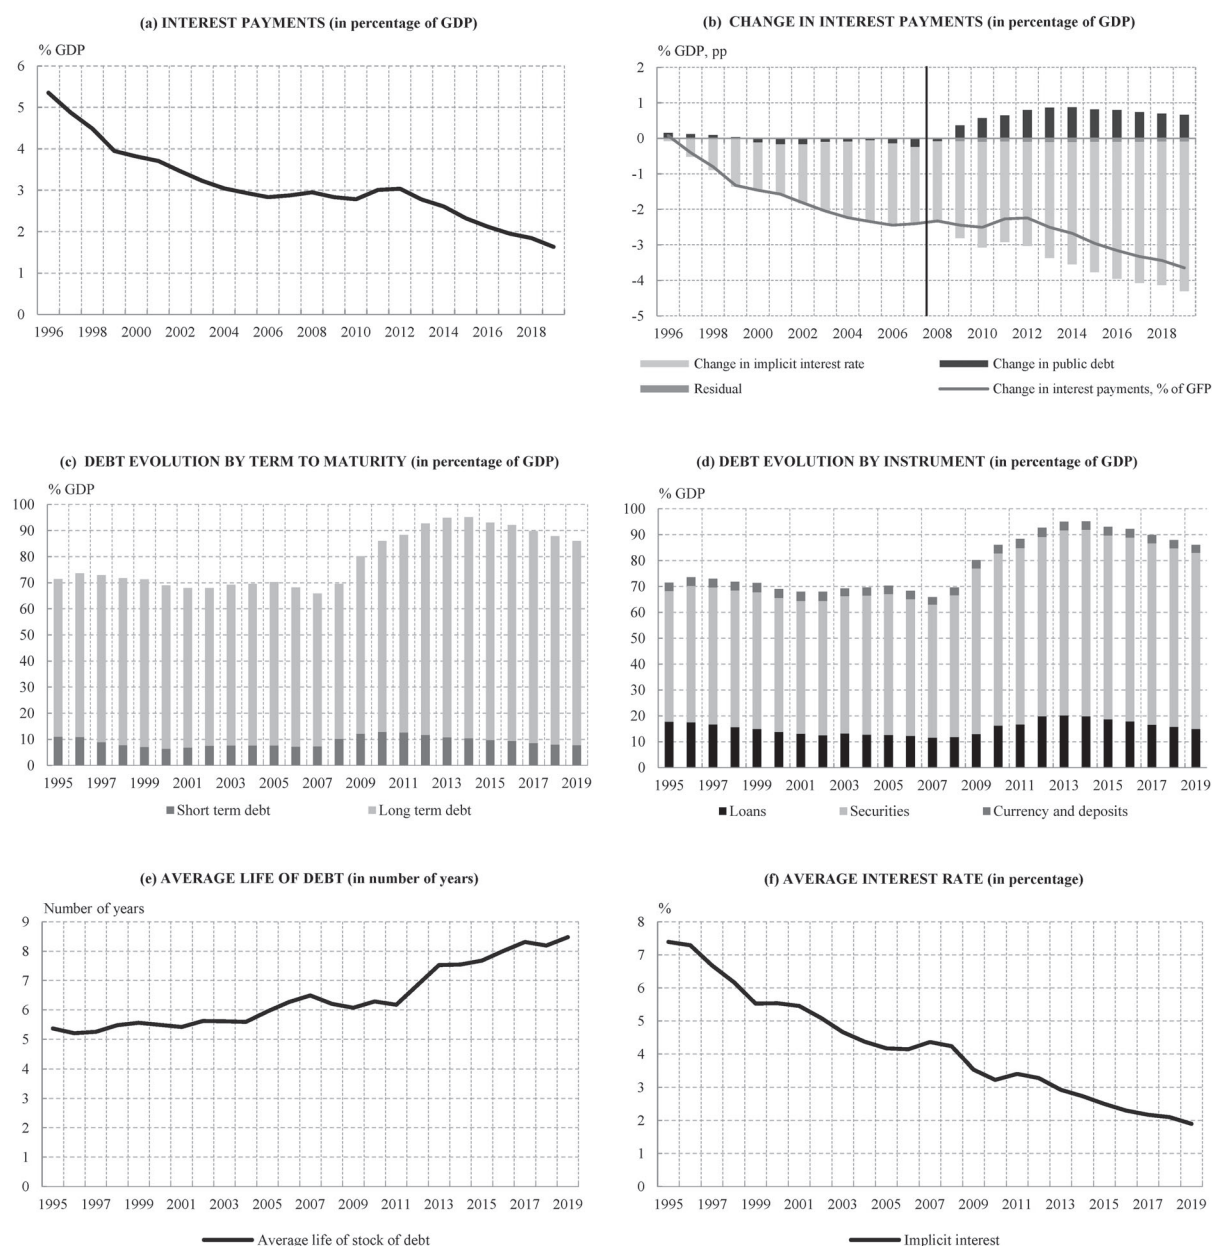 (a) INTEREST PAYMENTS (in percentage of GDP)
% GDP
6
5
4
3
2
1
0
1996 1998 2000 2002 2004 2006 2008 2010 2012 2014 2016 2018
(b) CHANGE IN INTEREST PAYMENTS (in percentage of GDP)
% GDP, pp
2
1
0
-1
-2
-3
-4
-5
1996 1998 2000 2002 2004 2006 2008 2010 2012 2014 2016 2018
Change in implicit interest rate
Change in public debt
Residual
Change in interest payments, % of GFP
(c) DEBT EVOLUTION BY TERM TO MATURITY (in percentage of GDP)
% GDP
100
90
80
70
60
50
40
30
20
10
0
1995 1997 1999 2001 2003 2005 2007 2009 2011 2013 2015 2017 2019
Short term debt
Long term debt
(d) DEBT EVOLUTION BY INSTRUMENT (in percentage of GDP)
% GDP
100
90
80
70
60
50
40
30
20
10
0
1995 1997 1999 2001 2003 2005 2007 2009 2011 2013 2015 2017 2019
Loans
Securities
Currency and deposits
(e) AVERAGE LIFE OF DEBT (in number of years)
Number of years
9
8
7
6
5
4
3
2
1
0
1995 1997 1999 2001 2003 2005 2007 2009 2011 2013 2015 2017 2019
Average life of stock of debt
(f) AVERAGE INTEREST RATE (in percentage)
%
8
7
6
5
4
3
2
1
0
1995 1997 1999 2001 2003 2005 2007 2009 2011 2013 2015 2017 2019
Implicit interest